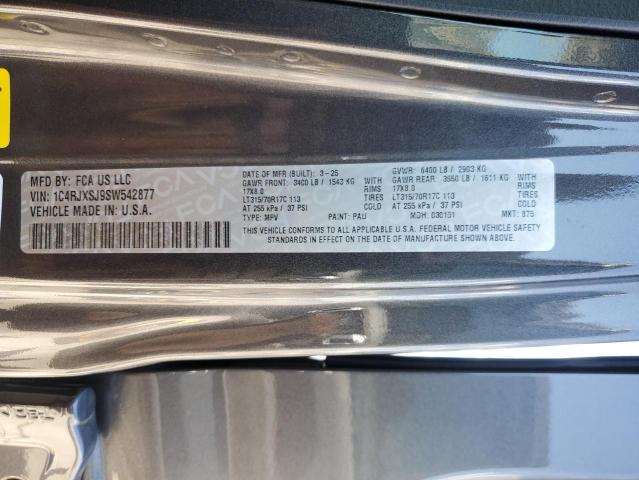 MFD BY: FCA US LLC
VIN: 1C4RJXSJ9SW542877
VEHICLE MADE IN U.S.A.
DATE OF MFR (BUILT): 3-25
GAWR FRONT: 3400 LB / 1543 KG
17X8.0
LT315/70R17C 113
TIRES
COLD
AT 255 kPa / 37 PSI
TYPE: MPV
PAINT: PAU
GVWR: 6400 LB / 2903 KG
GAWR REAR: 3550 LB / 1611 KG
17X8.0
LT315/70R17C 113
TIRES
COLD
AT 255 kPa / 37 PSI
MDH: 030101
MKT: 875
THIS VEHICLE CONFORMS TO ALL APPLICABLE U.S.A. FEDERAL MOTOR VEHICLE SAFETY
STANDARDS IN EFFECT ON THE DATE OF MANUFACTURE SHOWN ABOVE.